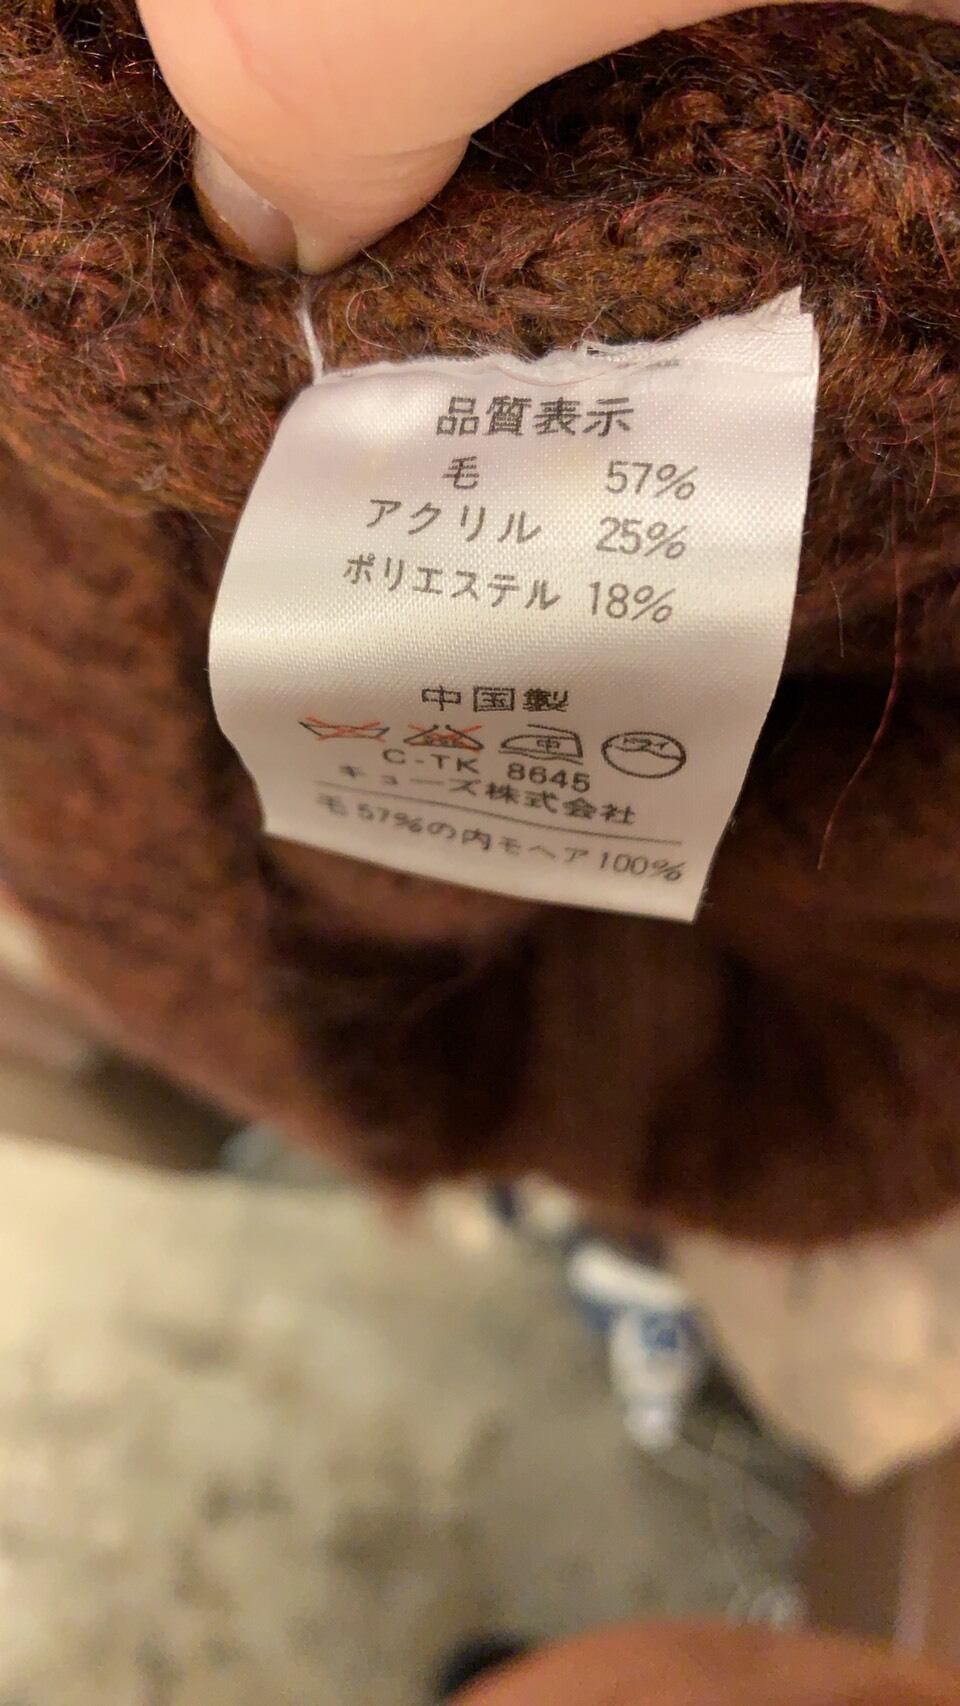 品質表示
毛 57%
アクリル 25%
ポリエステル 18%
中国製
中 ドライ
C-TK 8645
キューズ株式会社
毛57%の内モヘア100%